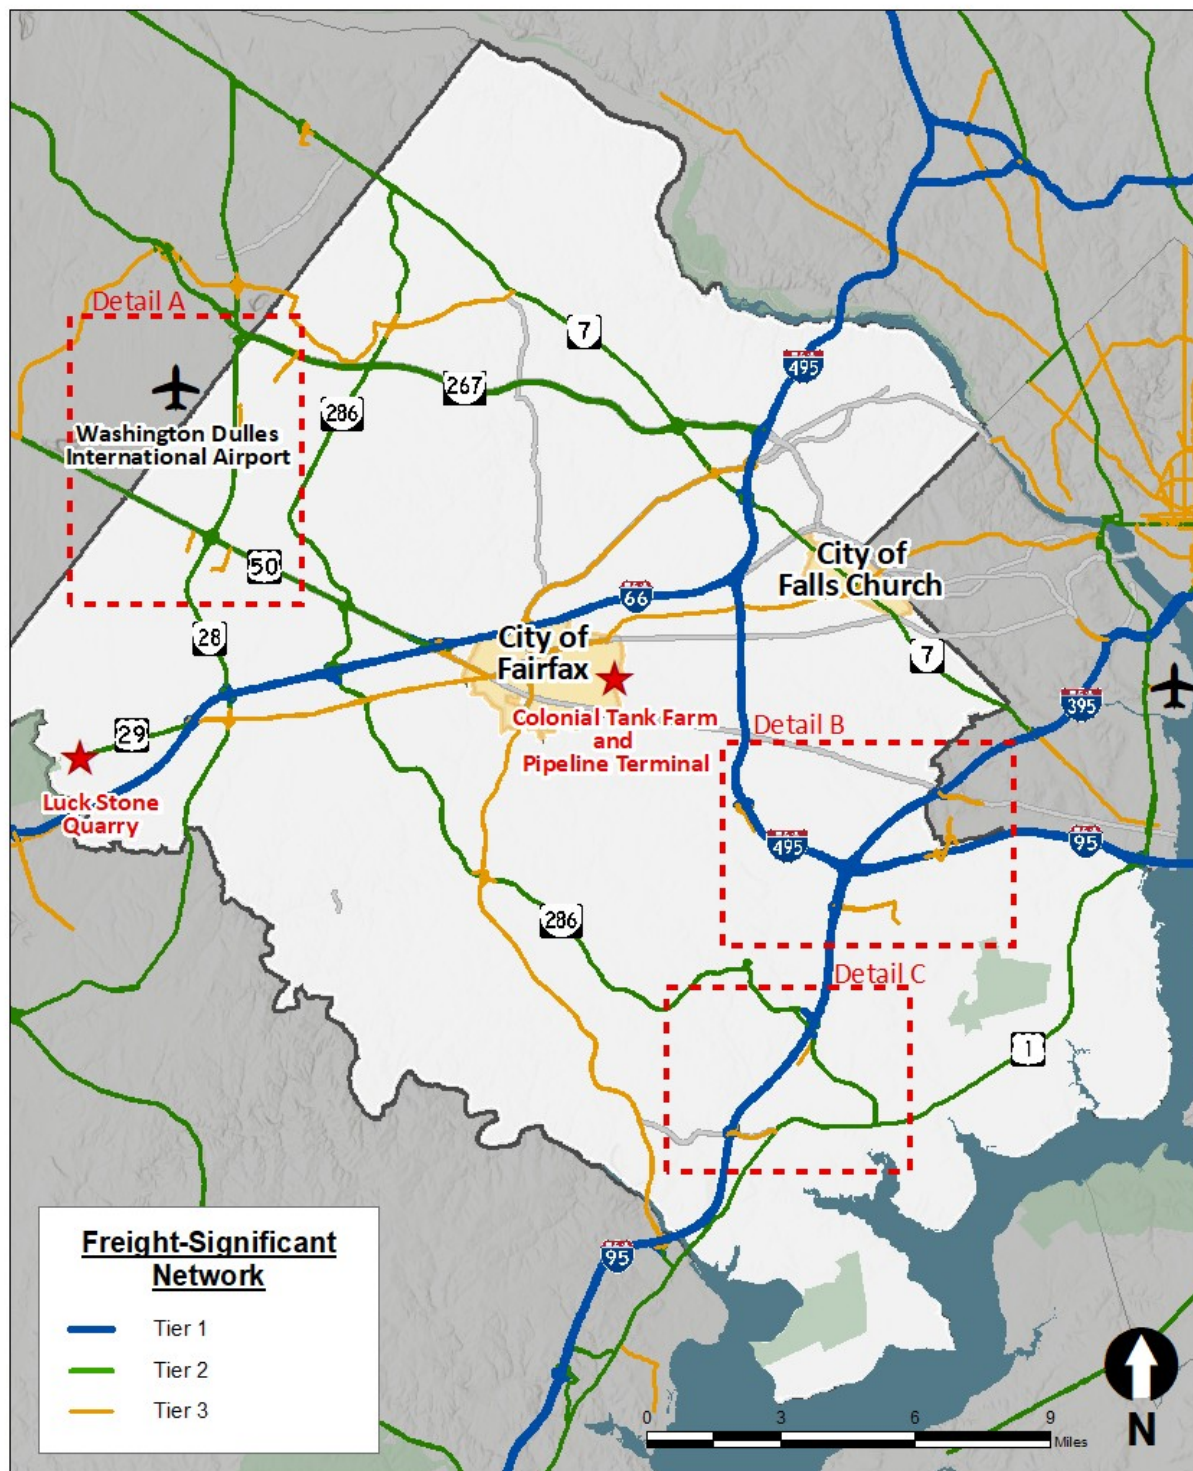 7
495
Detail A
267
286
Washington Dulles
International Airport
50
City of
Falls Church
66
28
City of
Fairfax
7
395
Colonial Tank Farm
and
Pipeline Terminal
Detail B
29
Luck Stone
Quarry
495
95
286
Detail C
1
95
Freight-Significant
Network
Tier 1
Tier 2
Tier 3
0 3 6 9
Miles
N